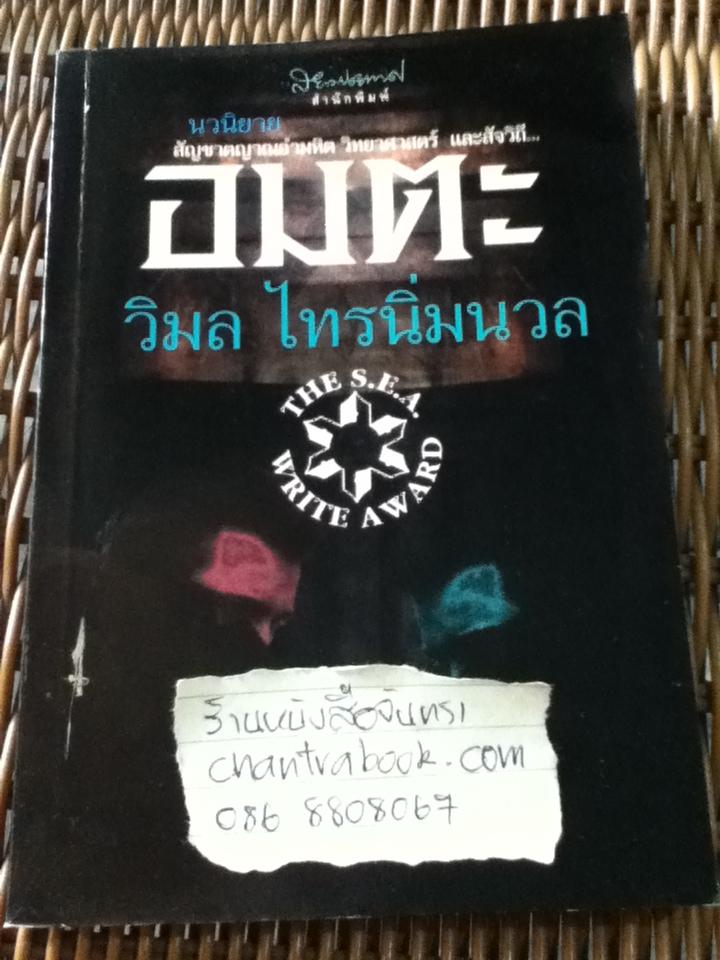 สำนักพิมพ์
นวนิยาย
สัญชาตญาณอำมหิต วิทยาศาสตร์ และสัจวิถี...
อมตะ
วิมล ไทรนิ่มนวล
THE S.E.A.
WRITE AWARD
ร้านหนังสือจันทรา
chantrabook.com
086 8808067